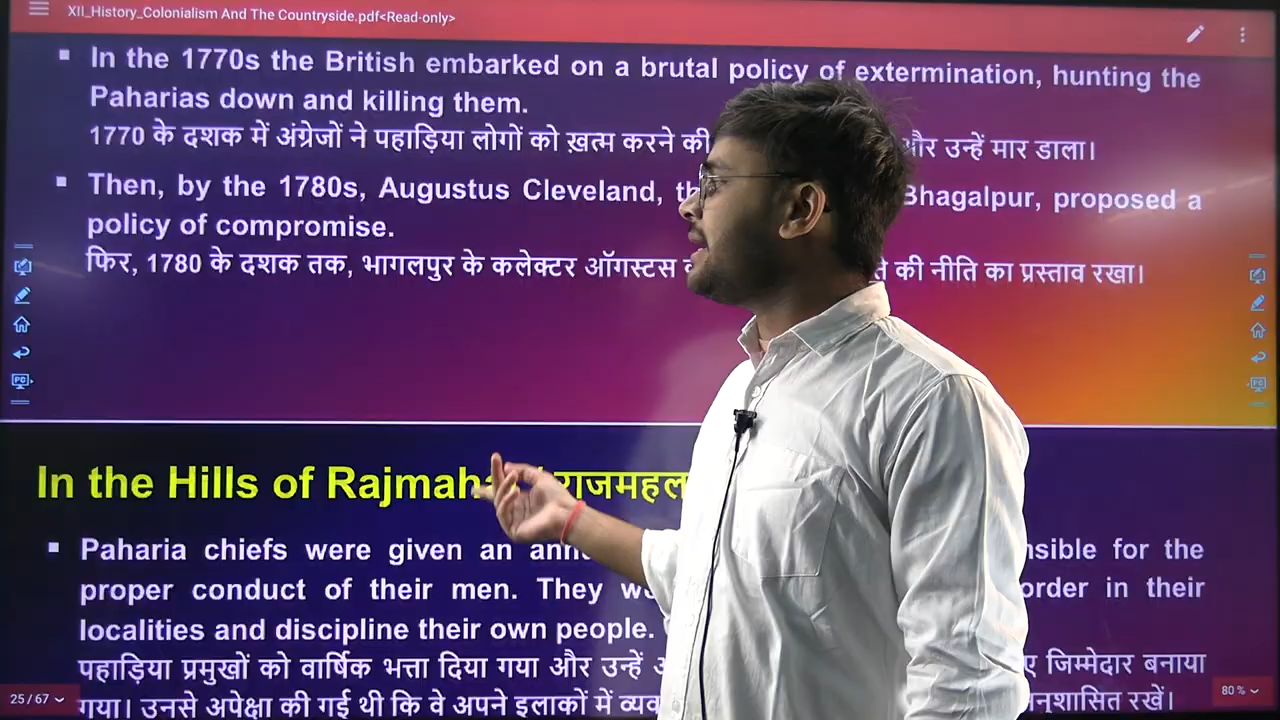 XII_History_Colonialism And The Countryside.pdf<Read-only>
In the 1770s the British embarked on a brutal policy of extermination, hunting the
Paharias down and killing them.
1770 के दशक में अंग्रेजों ने पहाड़िया लोगों को ख़त्म करने की और उन्हें मार डाला।
Then, by the 1780s, Augustus Cleveland, Bhagalpur, proposed a
policy of compromise.
फिर, 1780 के दशक तक, भागलपुर के कलेक्टर ऑगस्टस की नीति का प्रस्ताव रखा।
PC
PC
In the Hills of Rajmahal राजमहल
Paharia chiefs were given an for the
proper conduct of their men. They order in their
localities and discipline their own people.
पहाड़िया प्रमुखों को वार्षिक भत्ता दिया गया और उन्हें जिम्मेदार बनाया
गया। उनसे अपेक्षा की गई थी कि वे अपने इलाकों में रखें।
25 / 67
80 %